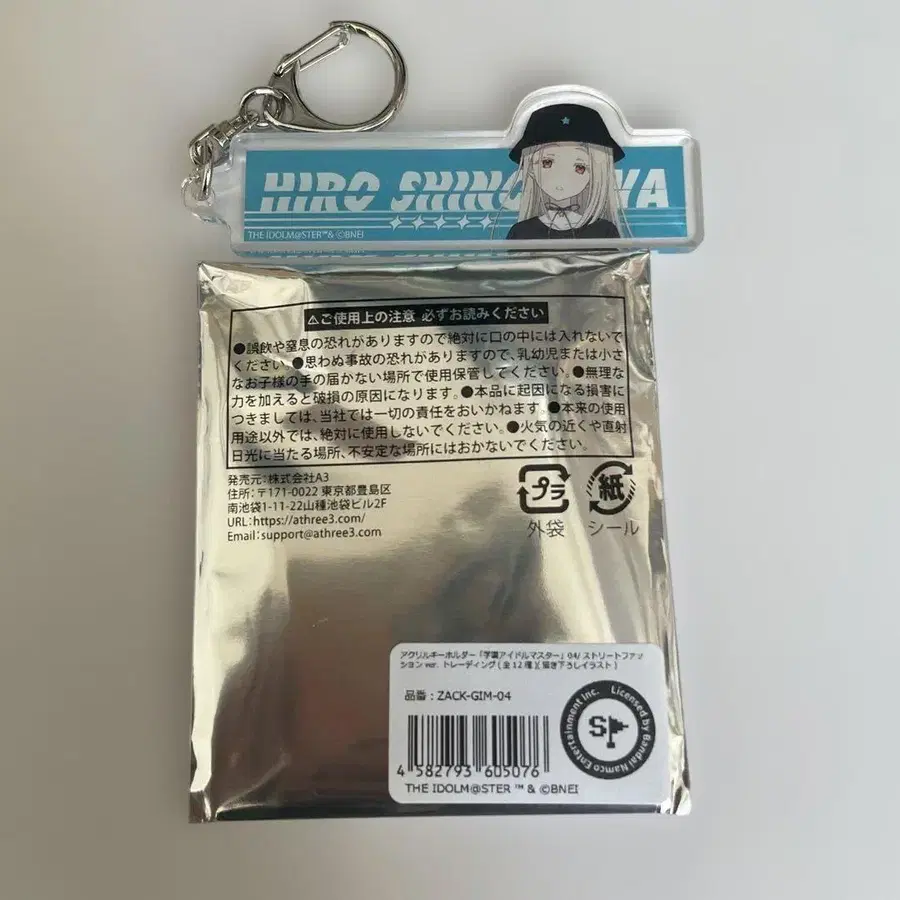 HIRO SHINO YA
THE IDOLM@STER™& ©BNEI
⚠ご使用上の注意 必ずお読みください
●誤飲や窒息の恐れがありますので絶対に口の中には入れないで
ください。●思わぬ事故の恐れがありますので、乳幼児または小さ
なお子様の手の届かない場所で使用保管してください。●無理な
力を加えると破損の原因になります。●本品に起因になる損害に
つきましては、当社では一切の責任をおいかねます。●本来の使用
用途以外では、絶対に使用しないでください。●火気の近くや直射
日光に当たる場所、不安定な場所にはおかないでください。
発売元:株式会社A3
住所:〒171-0022 東京都豊島区
南池袋1-11-22山種池袋ビル2F
URL:https://athree3.com/
Email:support@athree3.com
プラ
外袋
紙
シール
アクリルキーホルダー「学園アイドルマスター」04/ ストリートファッ
ション ver. トレーディング ( 全 12 種 )( 描き下ろしイラスト )
品番：ZACK-GIM-04
4 582793 605076
THE IDOLM@STER ™ & ©BNEI
Licensed by Bandai Namco Entertainment Inc.
S